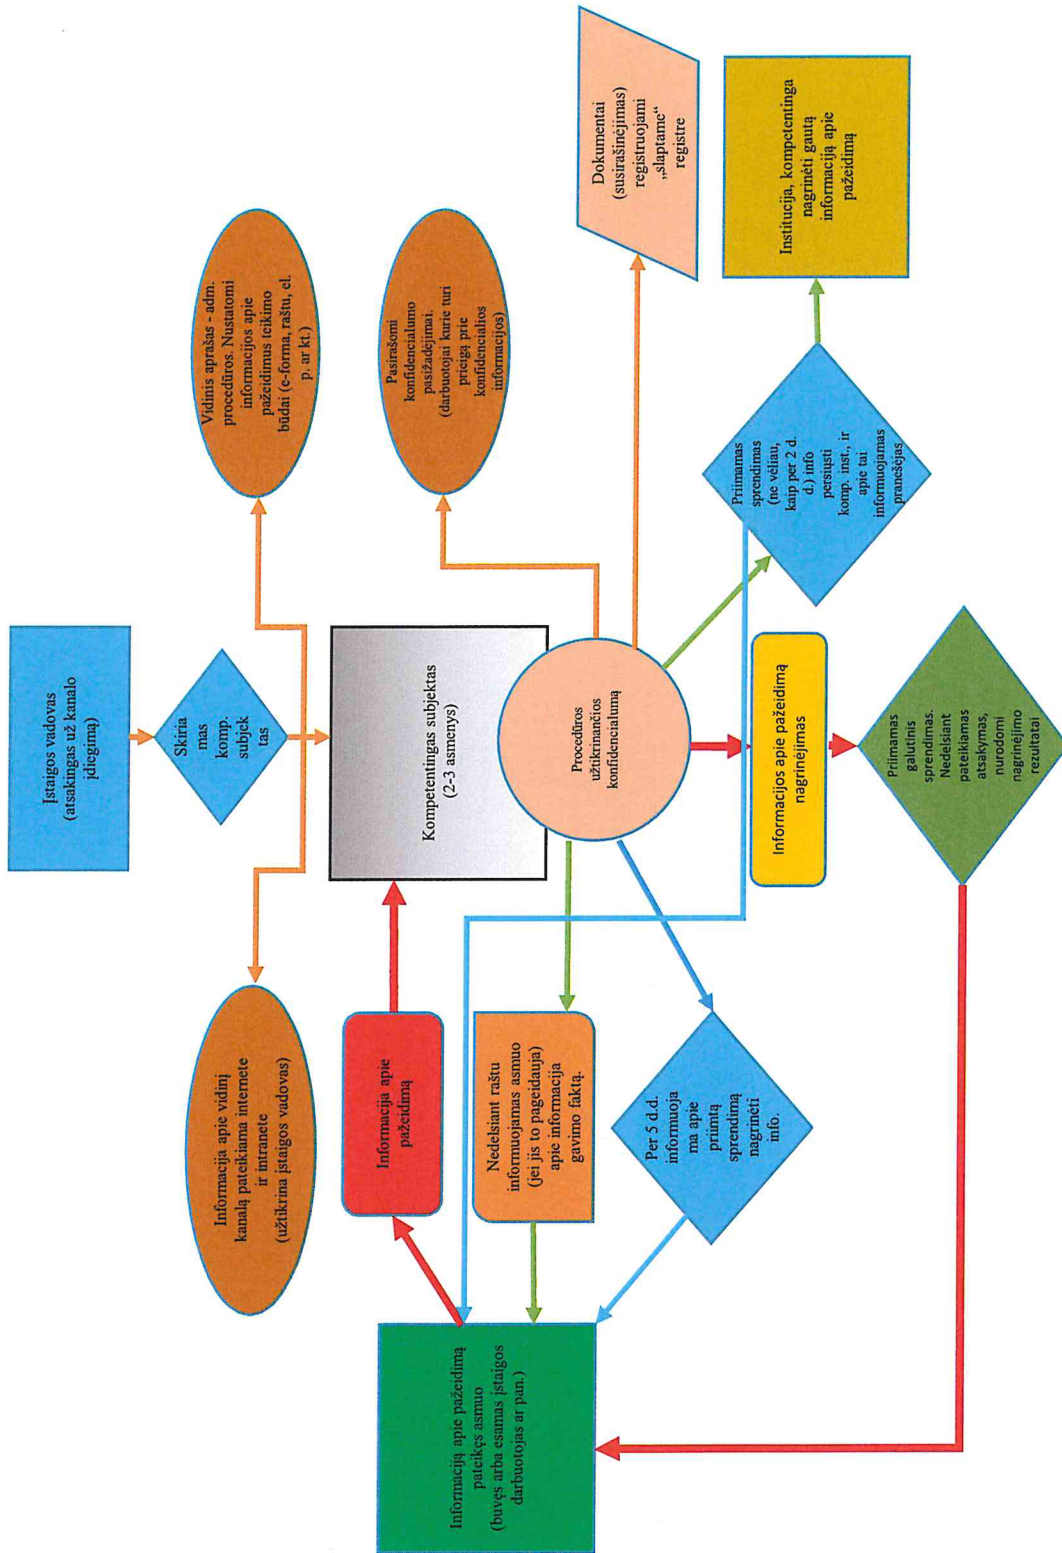 Įstaigos vadovas
(atsakingas už kanalo
įdiegimą)
Skiria
mas
komp.
subjek
tas
Informacija apie vidinį
kanalą pateikiama internete
ir intranete
(užtikrina įstaigos vadovas)
Vidinis aprašas - adm.
procedūros. Nustatomi
informacijos apie
pažeidimus teikimo
būdai (e-forma, raštu, el.
p. ar kt.)
Informaciją apie pažeidimą
pateikęs asmuo
(buvęs arba esamas įstaigos
darbuotojas ar pan.)
Informacija apie
pažeidimą
Kompetentingas subjektas
(2-3 asmenys)
Pasirašomi
konfidencialumo
pasižadėjimai.
(darbuotojai kurie turi
prieigą prie
konfidencialios
informacijos)
Nedelsiant raštu
informuojamas asmuo
(jei jis to pageidauja)
apie informacija
gavimo faktą.
Procedūros
užtikrinančios
konfidencialumą
Dokumentai
(susirašinėjimas)
registruojami
„slaptame“
registre
Per 5 d.d.
informuoja
ma apie
priimtą
sprendimą
nagrinėti
info.
Informacijos apie pažeidimą
nagrinėjimas
Priimamas
sprendimas
(ne vėliau,
kaip per 2 d.
d.) info
persiųsti
komp. inst., ir
apie tai
informuojamas
pranešėjas
Institucija, kompetentinga
nagrinėti gautą
informaciją apie
pažeidimą
Priimamas
galutinis
sprendimas.
Nedelsiant
pateikiamas
atsakymas,
nurodomi
nagrinėjimo
rezultatai